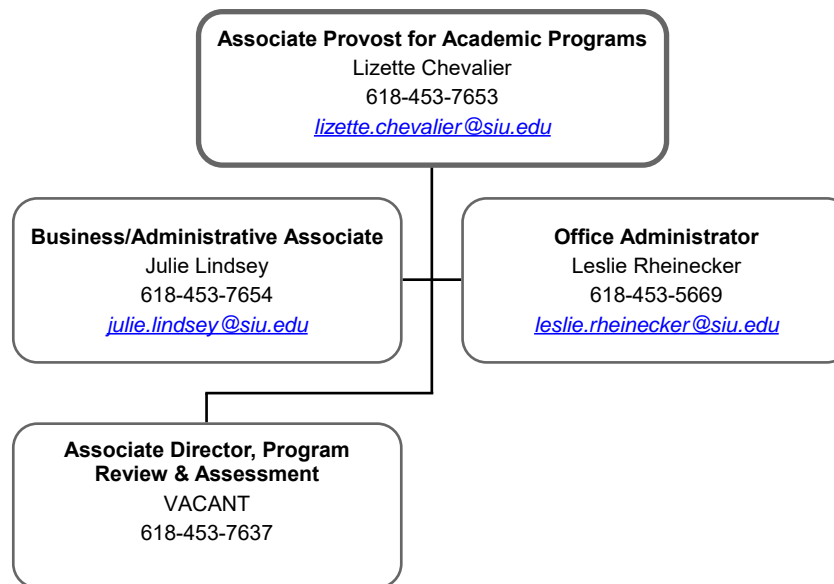 Associate Provost for Academic Programs
Lizette Chevalier
618-453-7653
lizette.chevalier@siu.edu
Business/Administrative Associate
Julie Lindsey
618-453-7654
julie.lindsey@siu.edu
Office Administrator
Leslie Rheinecker
618-453-5669
leslie.rheinecker@siu.edu
Associate Director, Program
Review & Assessment
VACANT
618-453-7637